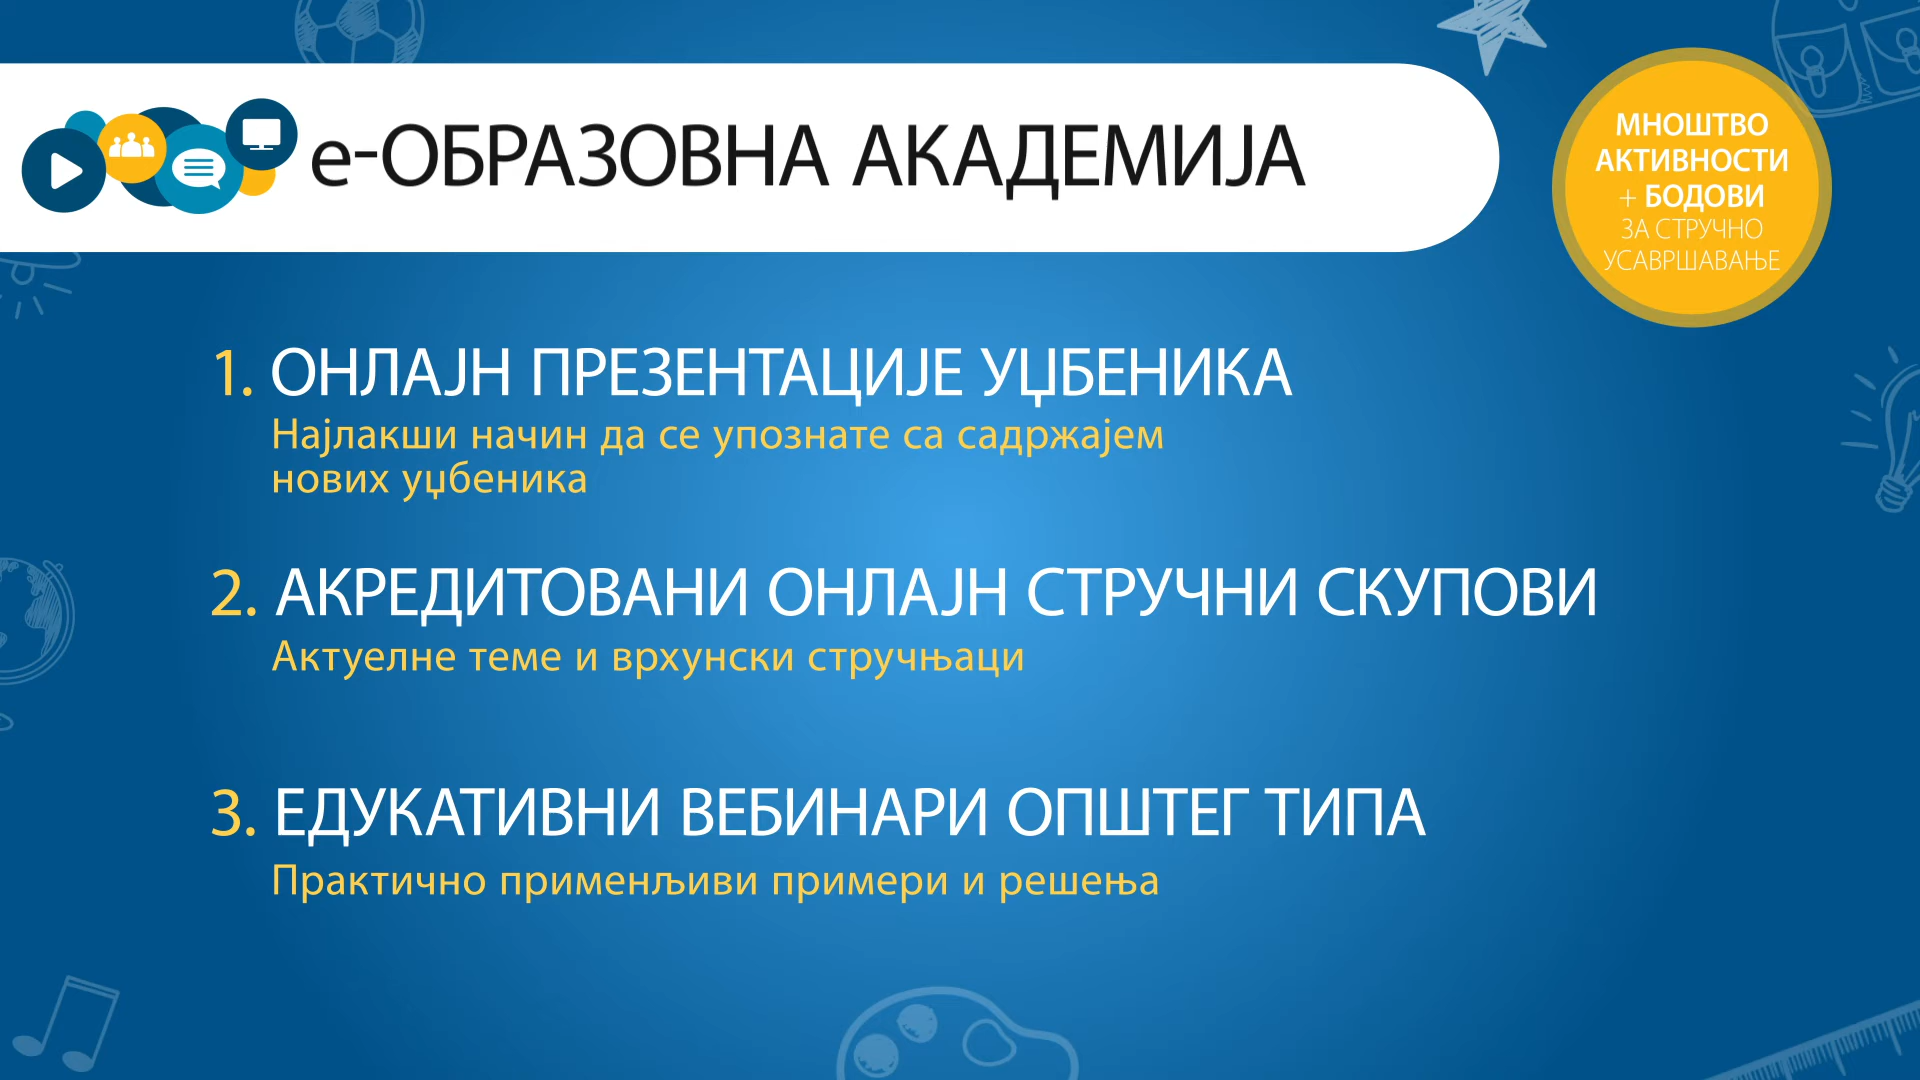 е-ОБРАЗОВНА АКАДЕМИЈА
МНОШТВО
АКТИВНОСТИ
+ БОДОВИ
ЗА СТРУЧНО
УСАВРШАВАЊЕ
1. ОНЛАЈН ПРЕЗЕНТАЦИЈЕ УЏБЕНИКА
Најлакши начин да се упознате са садржајем
нових уџбеника
2. АКРЕДИТОВАНИ ОНЛАЈН СТРУЧНИ СКУПОВИ
Актуелне теме и врхунски стручњаци
3. ЕДУКАТИВНИ ВЕБИНАРИ ОПШТЕГ ТИПА
Практично применљиви примери и решења